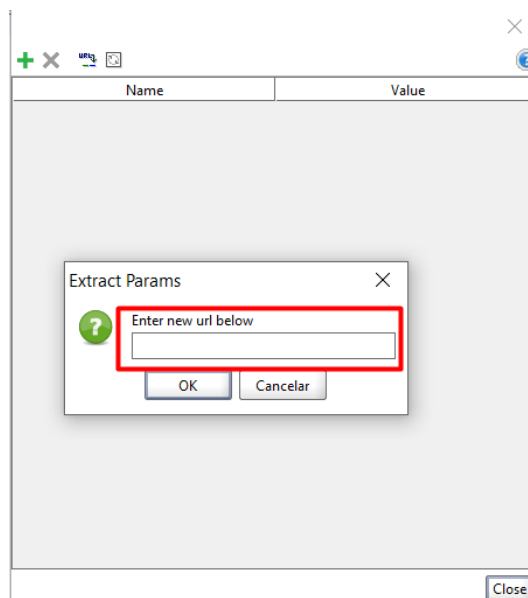 Name Value
Extract Params
Enter new url below
OK Cancelar
Close